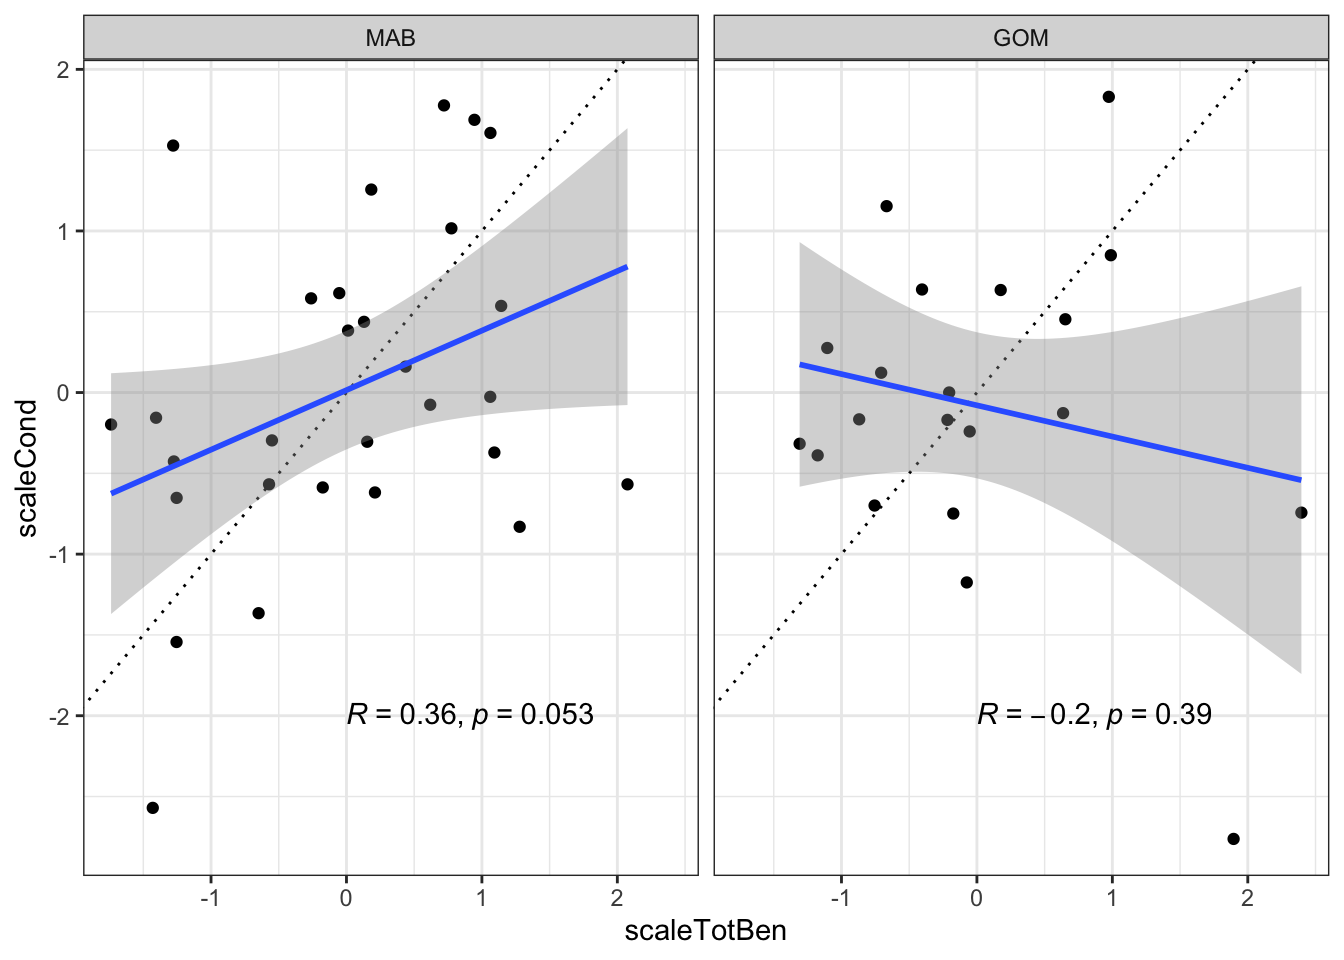 MAB
GOM
scaleCond
2
1
0
-1
-2
R = 0.36, p = 0.053
R = −0.2, p = 0.39
-1 0 1 2
-1 0 1 2
scaleTotBen